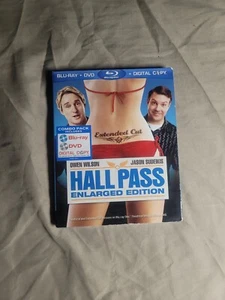 BLU-RAY + DVD
+ DIGITAL COPY
Extended Cut
COMBO PACK
Blu-ray
DVD
DIGITAL COPY
OWEN WILSON
JASON SUDEIKIS
HALL PASS
ENLARGED EDITION